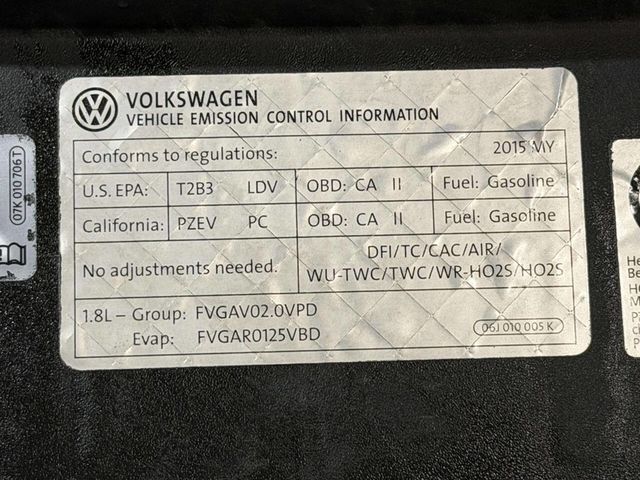 VOLKSWAGEN
VEHICLE EMISSION CONTROL INFORMATION
Conforms to regulations: 2015 MY
U.S. EPA: T2B3 LDV OBD: CA II Fuel: Gasoline
California: PZEV PC OBD: CA II Fuel: Gasoline
No adjustments needed. DFI/TC/CAC/AIR/
WU-TWC/TWC/WR-HO2S/HO2S
1.8L – Group: FVGAV02.0VPD
Evap: FVGAR0125VBD
06J 010 005 K
07K 010 706 T